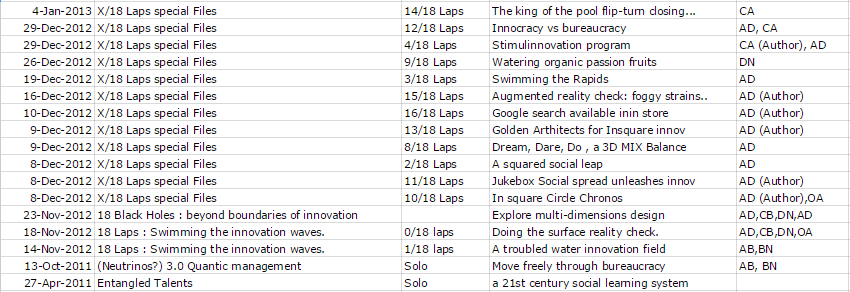 4-Jan-2013 X/18 Laps special Files 14/18 Laps The king of the pool flip-turn closing... CA
29-Dec-2012 X/18 Laps special Files 12/18 Laps Innocracy vs bureaucracy AD, CA
29-Dec-2012 X/18 Laps special Files 4/18 Laps Stimulinnovation program CA (Author), AD
26-Dec-2012 X/18 Laps special Files 9/18 Laps Watering organic passion fruits DN
19-Dec-2012 X/18 Laps special Files 3/18 Laps Swimming the Rapids AD
16-Dec-2012 X/18 Laps special Files 15/18 Laps Augmented reality check: foggy strains.. AD (Author)
10-Dec-2012 X/18 Laps special Files 16/18 Laps Google search available inin store AD (Author)
9-Dec-2012 X/18 Laps special Files 13/18 Laps Golden Arthitects for Insquare innov AD (Author)
9-Dec-2012 X/18 Laps special Files 8/18 Laps Dream, Dare, Do , a 3D MIX Balance AD
8-Dec-2012 X/18 Laps special Files 2/18 Laps A squared social leap AD
8-Dec-2012 X/18 Laps special Files 11/18 Laps Jukebox Social spread unleashes innov AD (Author)
8-Dec-2012 X/18 Laps special Files 10/18 Laps In square Circle Chronos AD (Author),OA
23-Nov-2012 18 Black Holes : beyond boundaries of innovation Explore multi-dimensions design AD,CB,DN,AD
18-Nov-2012 18 Laps : Swimming the innovation waves. 0/18 laps Doing the surface reality check. AD,CB,DN,OA
14-Nov-2012 18 Laps : Swimming the innovation waves. 1/18 laps A troubled water innovation field AB,BN
13-Oct-2011 (Neutrinos?) 3.0 Quantic management Solo Move freely through bureaucracy AB, BN
27-Apr-2011 Entangled Talents Solo a 21st century social learning system